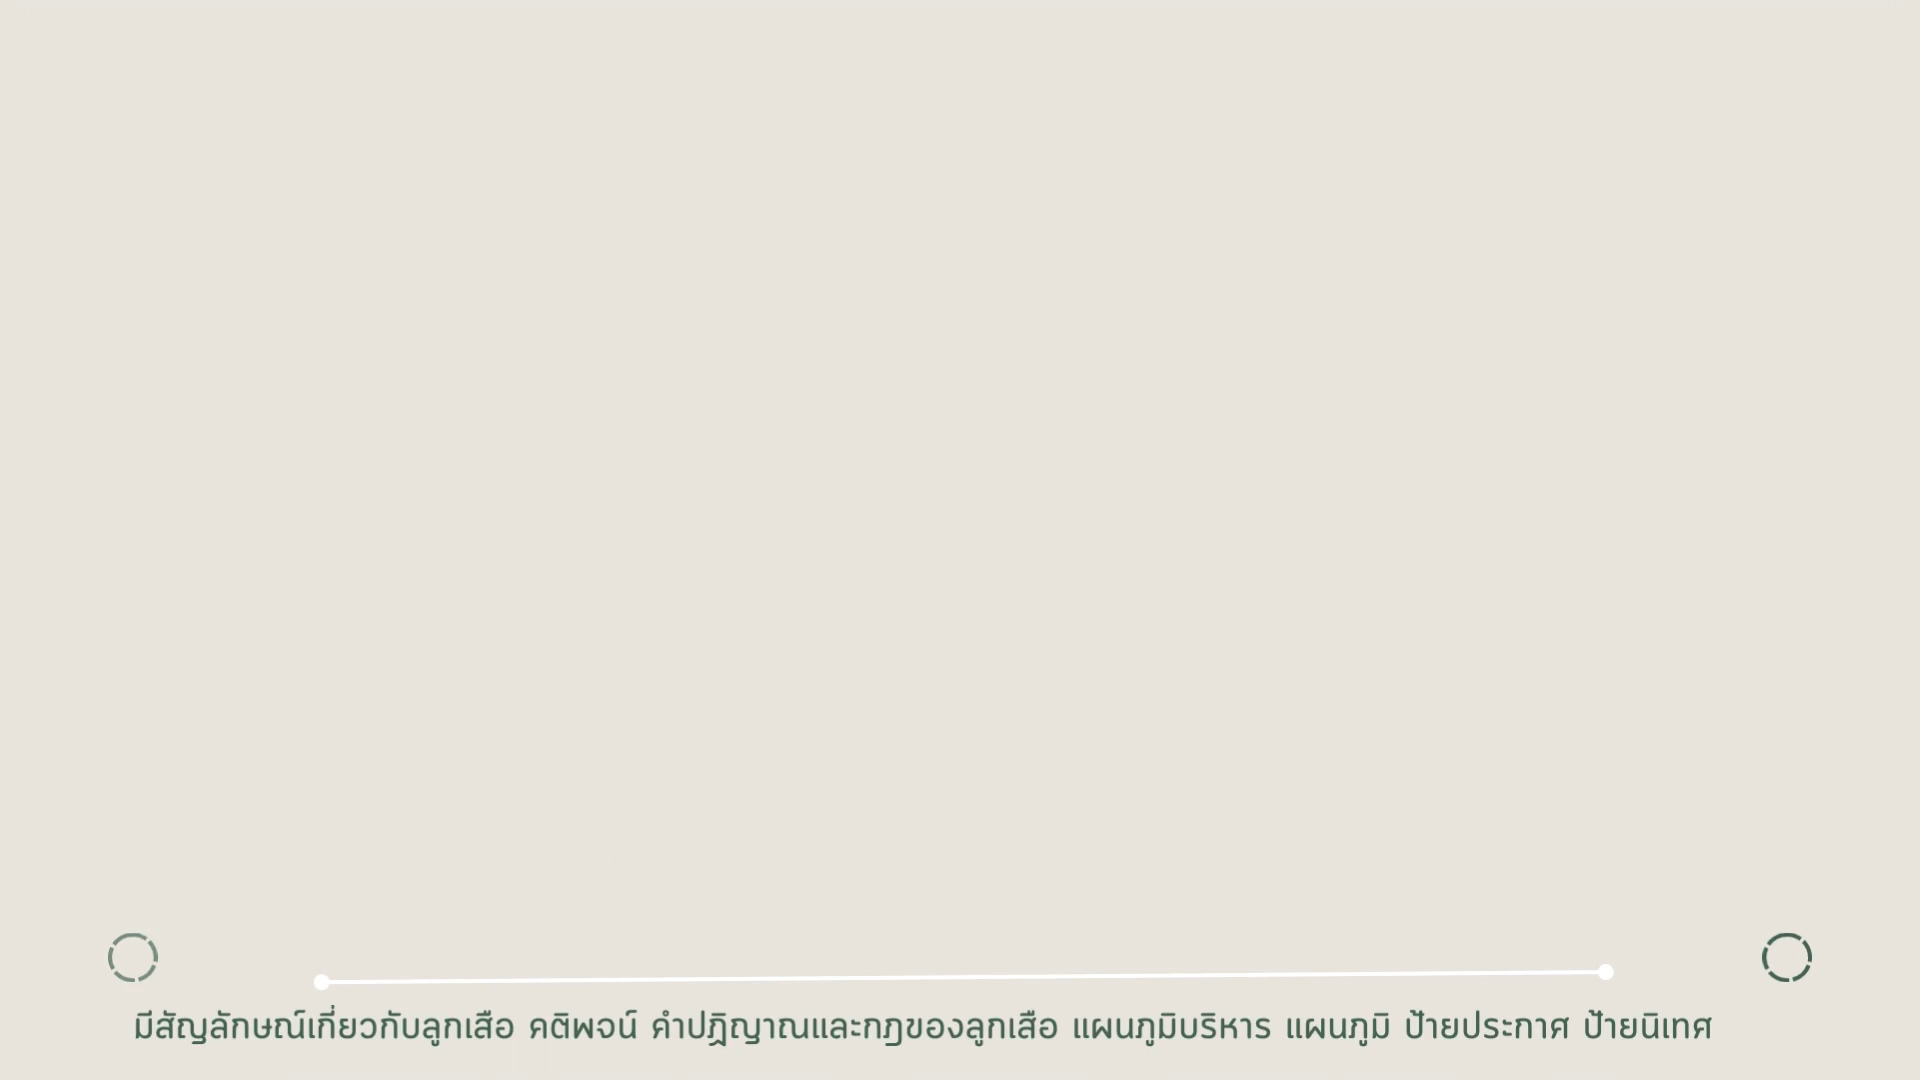 มีสัญลักษณ์เกี่ยวกับลูกเสือ คติพจน์ คำปฏิญาณและกฎของลูกเสือ แผนภูมิบริหาร แผนภูมิ ป้ายประกาศ ป้ายนิเทศ